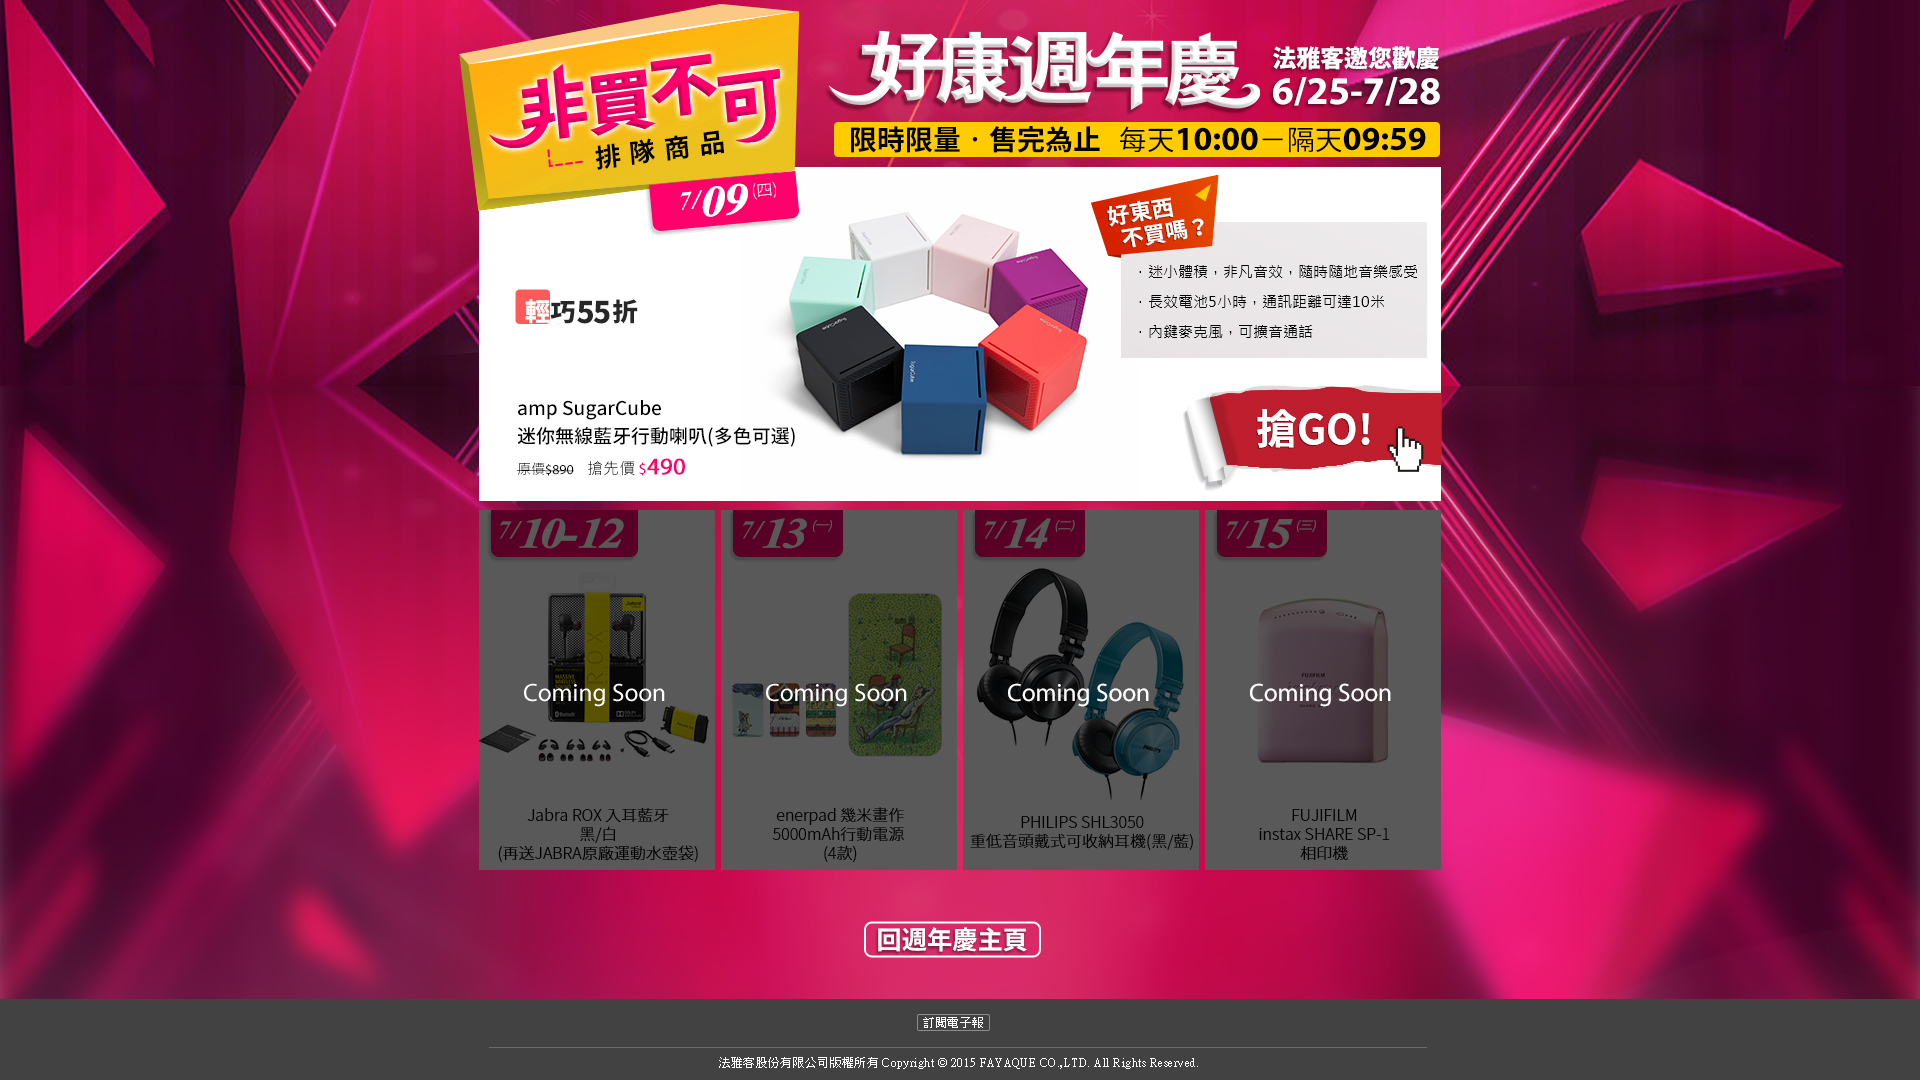 非買不可
排隊商品
好康週年慶
法雅客邀您歡慶
6/25-7/28
限時限量．售完為止 每天10:00－隔天09:59
7/09(四)
好東西
不買嗎？
．迷小體積，非凡音效，隨時隨地音樂感受
．長效電池5小時，通訊距離可達10米
．內鍵麥克風，可擴音通話
輕巧55折
amp SugarCube
迷你無線藍牙行動喇叭(多色可選)
原價$890 搶先價 $490
搶GO!
7/10-12
Coming Soon
Jabra ROX 入耳藍牙
黑/白
(再送JABRA原廠運動水壺袋)
7/13(一)
Coming Soon
enerpad 幾米畫作
5000mAh行動電源
(4款)
7/14(二)
Coming Soon
PHILIPS SHL3050
重低音頭戴式可收納耳機(黑/藍)
7/15(三)
FUJIFILM
Coming Soon
FUJIFILM
instax SHARE SP-1
相印機
回週年慶主頁
訂閱電子報
法雅客股份有限公司版權所有 Copyright © 2015 FAYAQUE CO.,LTD. All Rights Reserved.